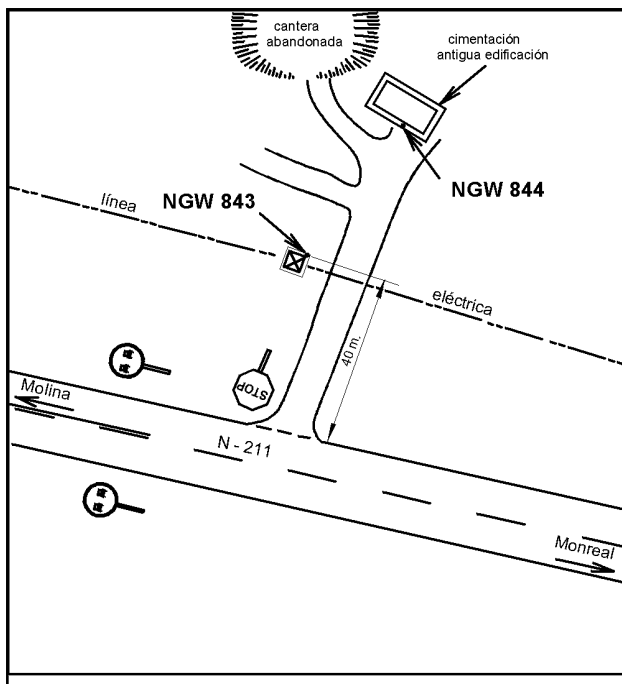 cantera
abandonada
cimentación
antigua edificación
NGW 844
línea
NGW 843
eléctrica
40 m.
STOP
Molina
N - 211
Monreal